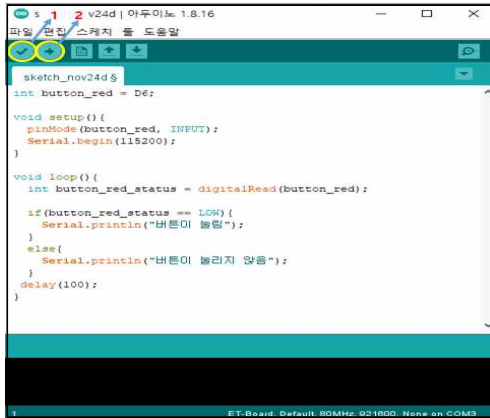 s 1 2 v24d | 아두이노 1.8.16
파일 편집 스케치 툴 도움말
sketch_nov24d §
int button_red = D6;
void setup(){
pinMode(button_red, INPUT);
Serial.begin(115200);
}
void loop(){
int button_red_status = digitalRead(button_red);
if(button_red_status == LOW){
Serial.println("버튼이 눌림");
}
else{
Serial.println("버튼이 눌리지 않음");
}
delay(100);
}
1 ET-Board, Default, 80MHz, 921600, None on COM3